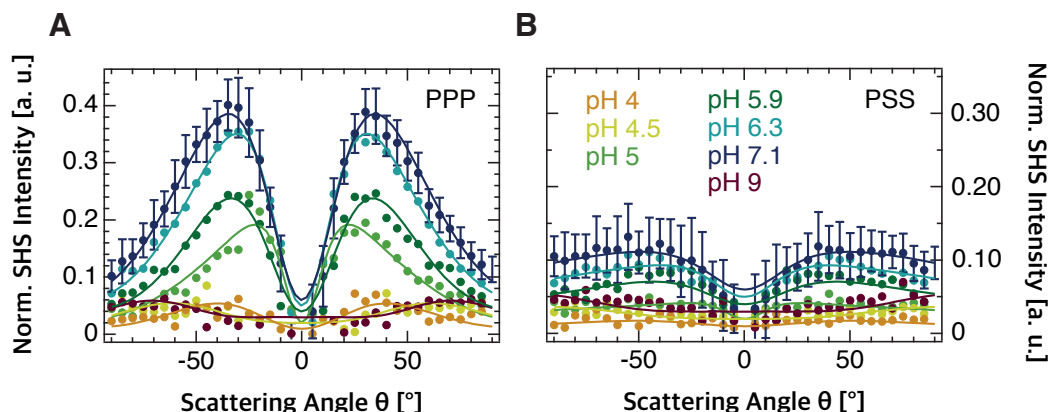 A
Norm. SHS Intensity [a. u.]
0.4
0.3
0.2
0.1
0
PPP
-50
0
50
Scattering Angle θ [°]
B
pH 4
pH 4.5
pH 5
pH 5.9
pH 6.3
pH 7.1
pH 9
PSS
0.30
0.20
0.10
0
Norm. SHS Intensity [a. u.]
-50
0
50
Scattering Angle θ [°]